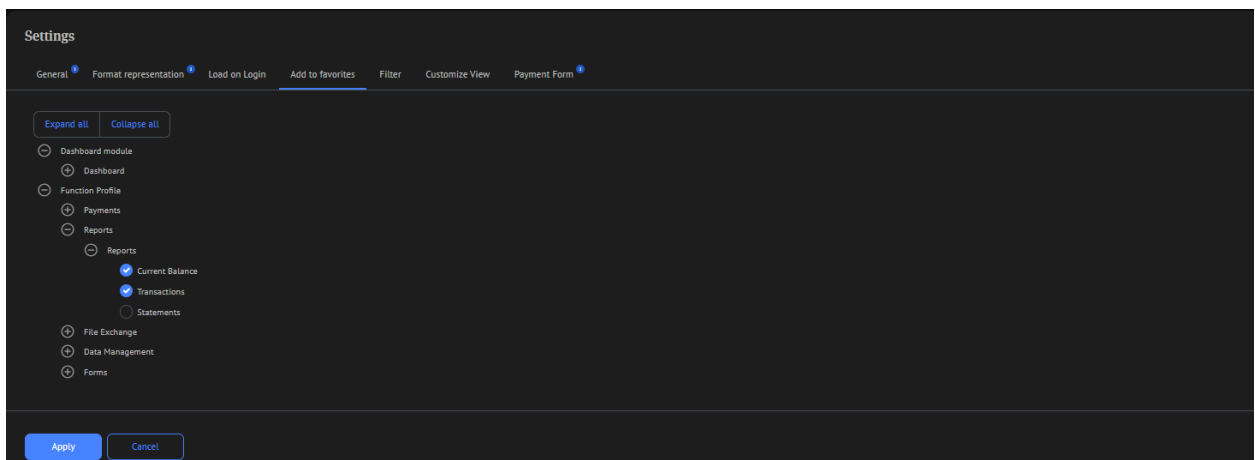 Settings
General Format representation Load on Login Add to favorites Filter Customize View Payment Form
Expand all Collapse all
Dashboard module
Dashboard
Function Profile
Payments
Reports
Reports
Current Balance
Transactions
Statements
File Exchange
Data Management
Forms
Apply Cancel